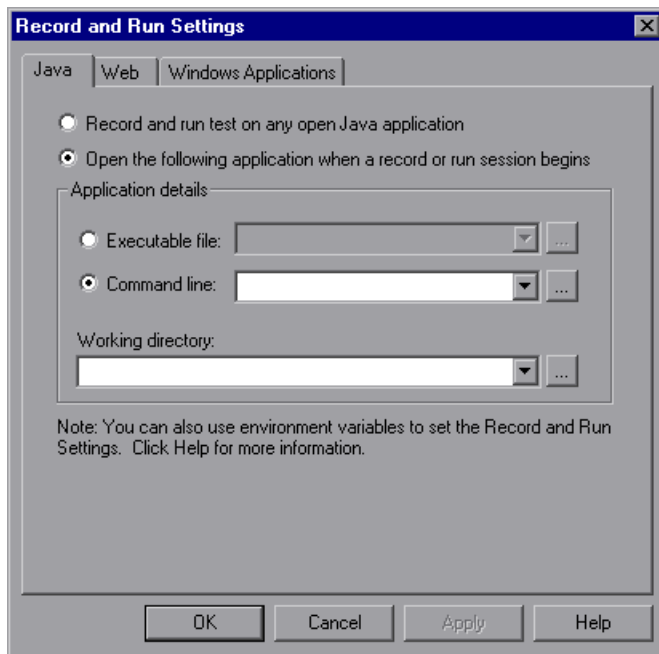 Record and Run Settings
Java Web Windows Applications
Record and run test on any open Java application
Open the following application when a record or run session begins
Application details
Executable file: ...
Command line: ...
Working directory:
...
Note: You can also use environment variables to set the Record and Run
Settings. Click Help for more information.
OK Cancel Apply Help